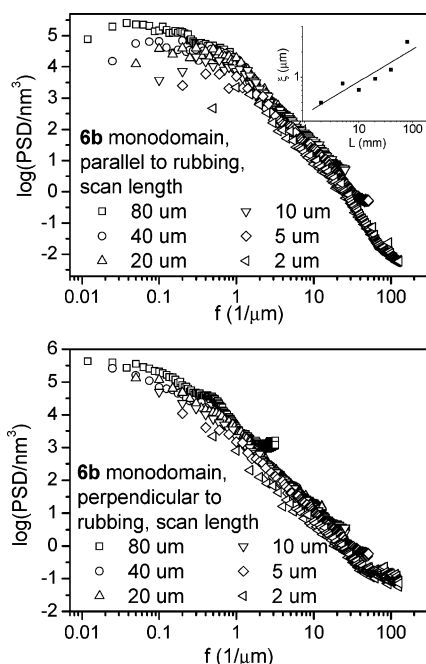 log(PSD/nm³)
5
4
3
2
1
0
-1
-2
ξ (μm)
1
1 10 100
L (mm)
6b monodomain,
parallel to rubbing,
scan length
80 um 10 um
40 um 5 um
20 um 2 um
0.01 0.1 1 10 100
f (1/μm)
log(PSD/nm³)
6
5
4
3
2
1
0
-1
-2
6b monodomain,
perpendicular to
rubbing, scan length
80 um 10 um
40 um 5 um
20 um 2 um
0.01 0.1 1 10 100
f (1/μm)